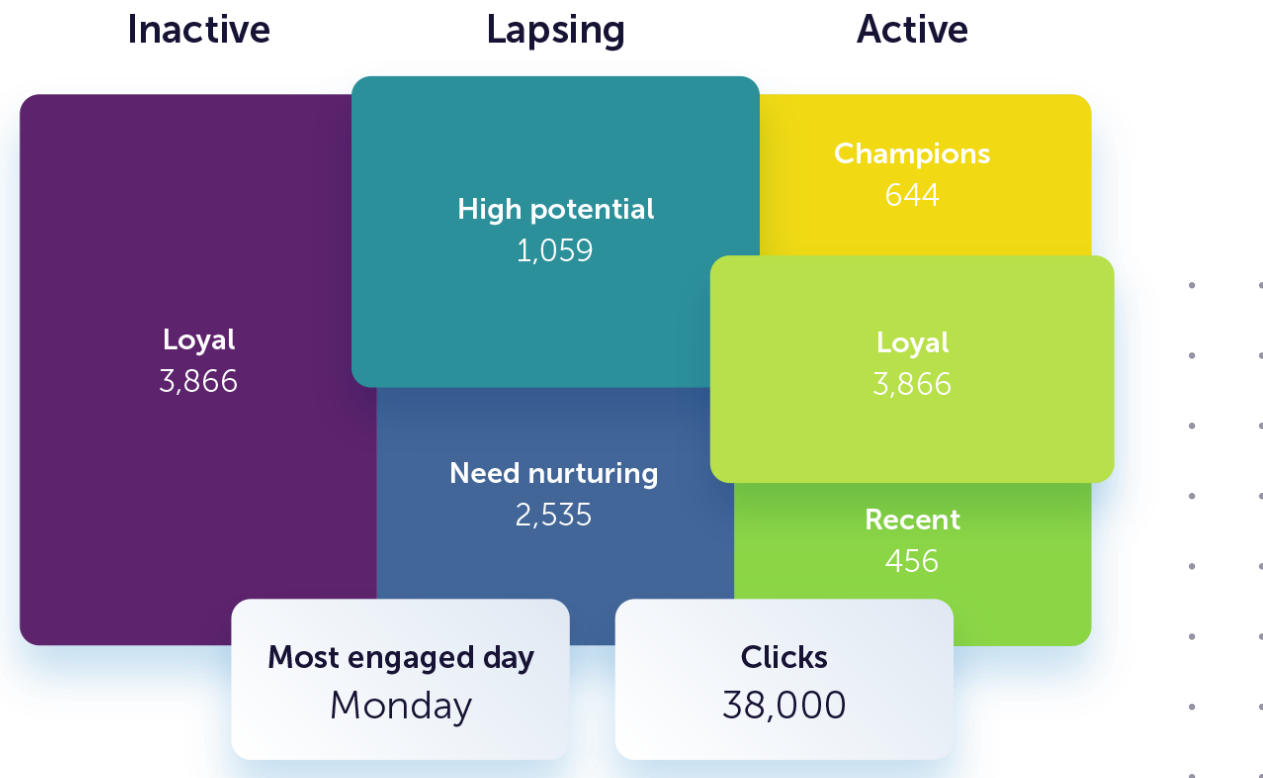 Inactive
Lapsing
Active
Loyal
3,866
High potential
1,059
Need nurturing
2,535
Champions
644
Loyal
3,866
Recent
456
Most engaged day
Monday
Clicks
38,000